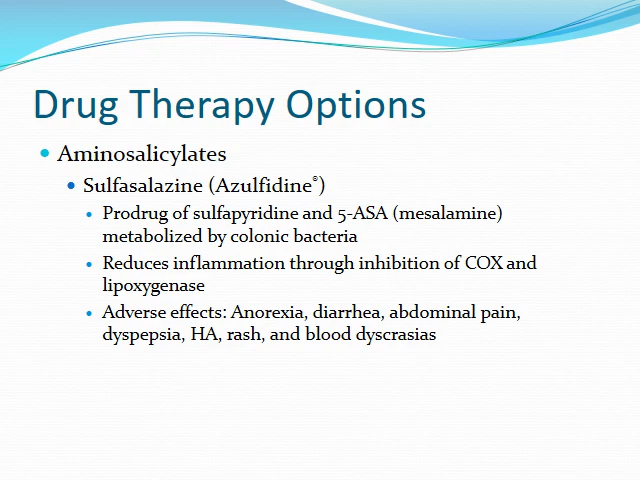 Drug Therapy Options
• Aminosalicylates
• Sulfasalazine (Azulfidine®)
• Prodrug of sulfapyridine and 5-ASA (mesalamine)
metabolized by colonic bacteria
• Reduces inflammation through inhibition of COX and
lipoxygenase
• Adverse effects: Anorexia, diarrhea, abdominal pain,
dyspepsia, HA, rash, and blood dyscrasias